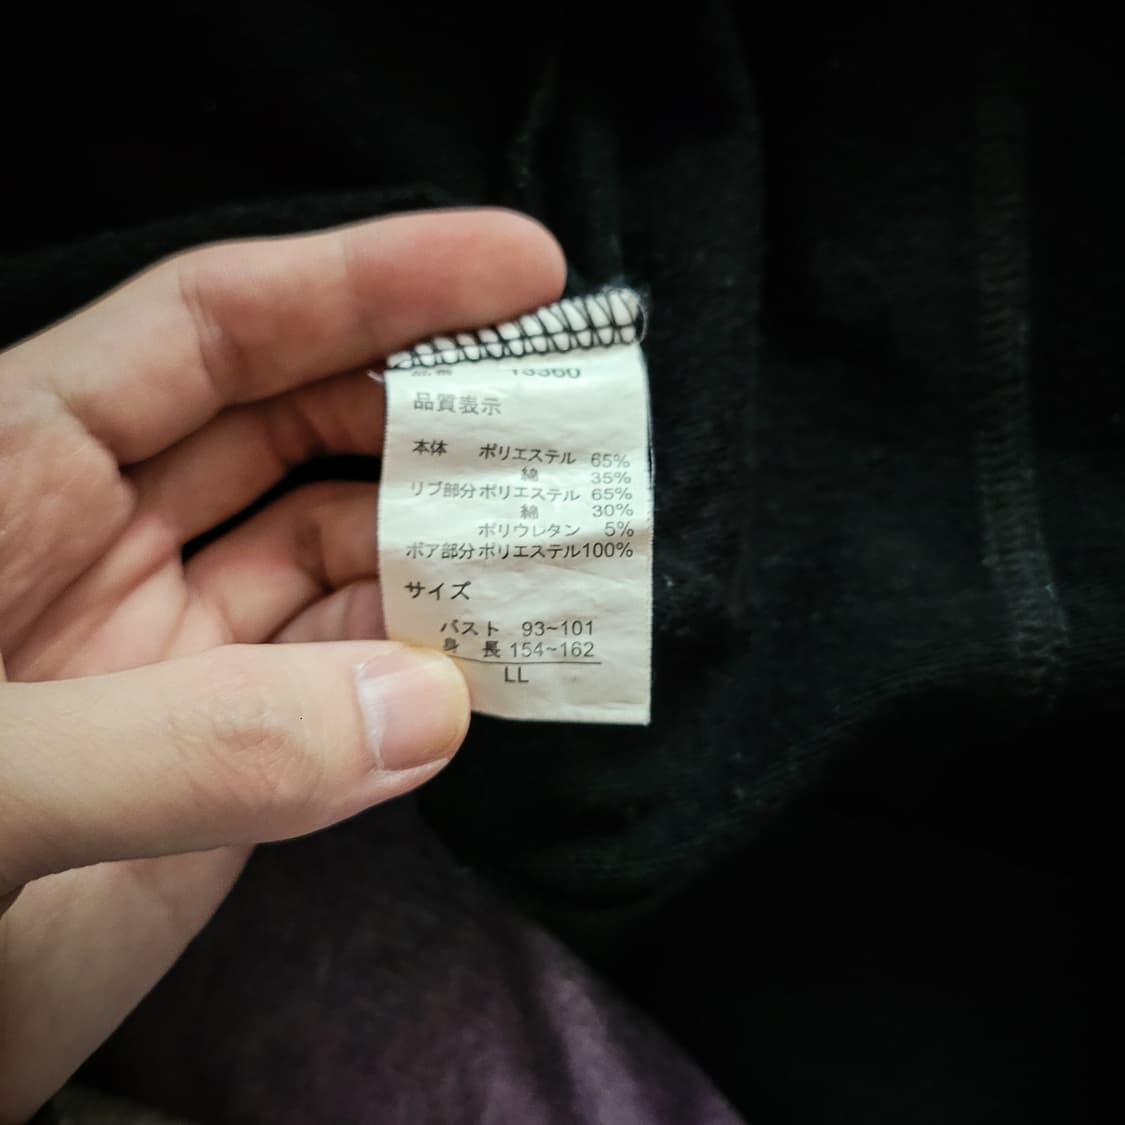 品質表示
本体 ポリエステル 65%
綿 35%
リブ部分 ポリエステル 65%
綿 30%
ポリウレタン 5%
ボア部分 ポリエステル 100%
サイズ
バスト 93~101
身 長 154~162
LL